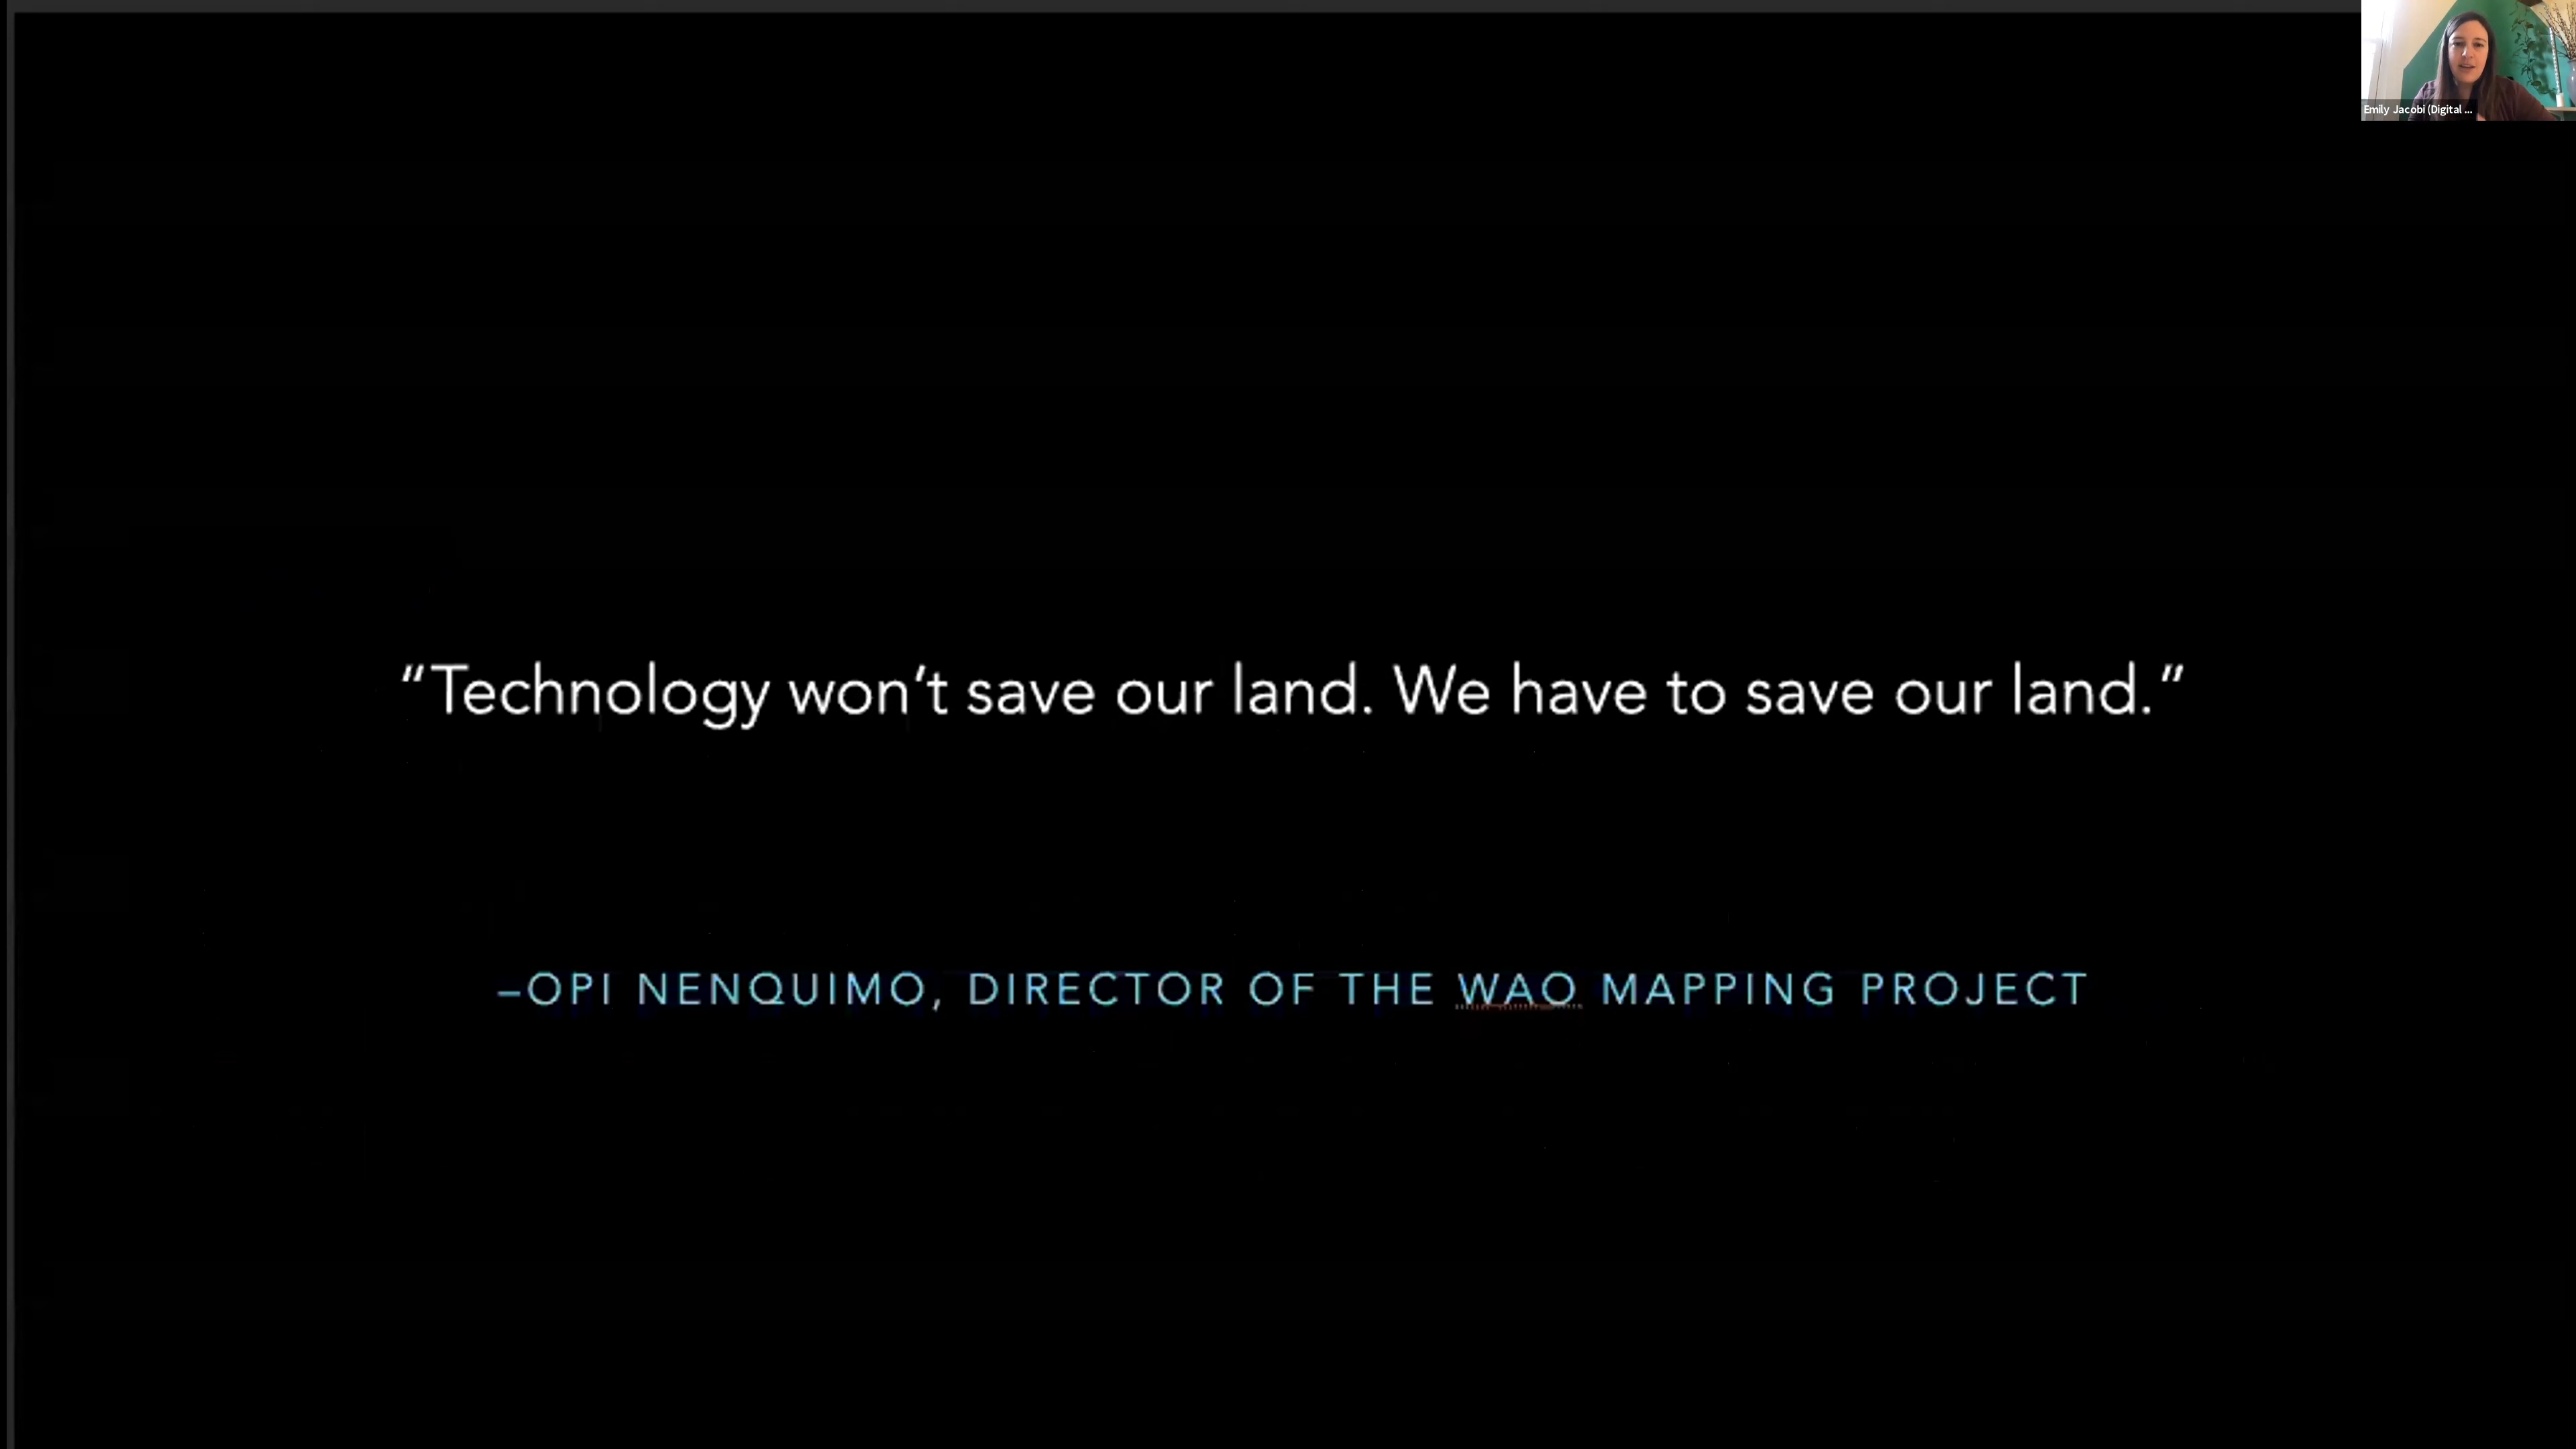 Emily Jacobi (Digital ...
“Technology won’t save our land. We have to save our land.”
–OPI NENQUIMO, DIRECTOR OF THE WAO MAPPING PROJECT